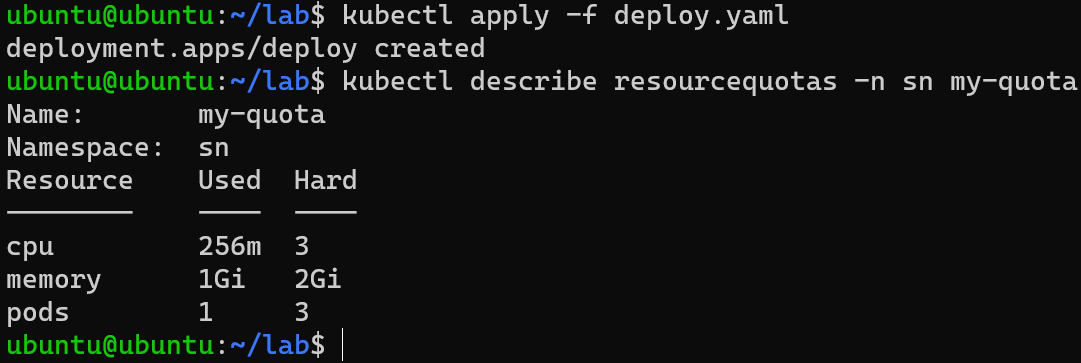 ubuntu@ubuntu:~/lab$ kubectl apply -f deploy.yaml
deployment.apps/deploy created
ubuntu@ubuntu:~/lab$ kubectl describe resourcequotas -n sn my-quota
Name:       my-quota
Namespace:  sn
Resource    Used  Hard
--------    ----  ----
cpu         256m  3
memory      1Gi   2Gi
pods        1     3
ubuntu@ubuntu:~/lab$